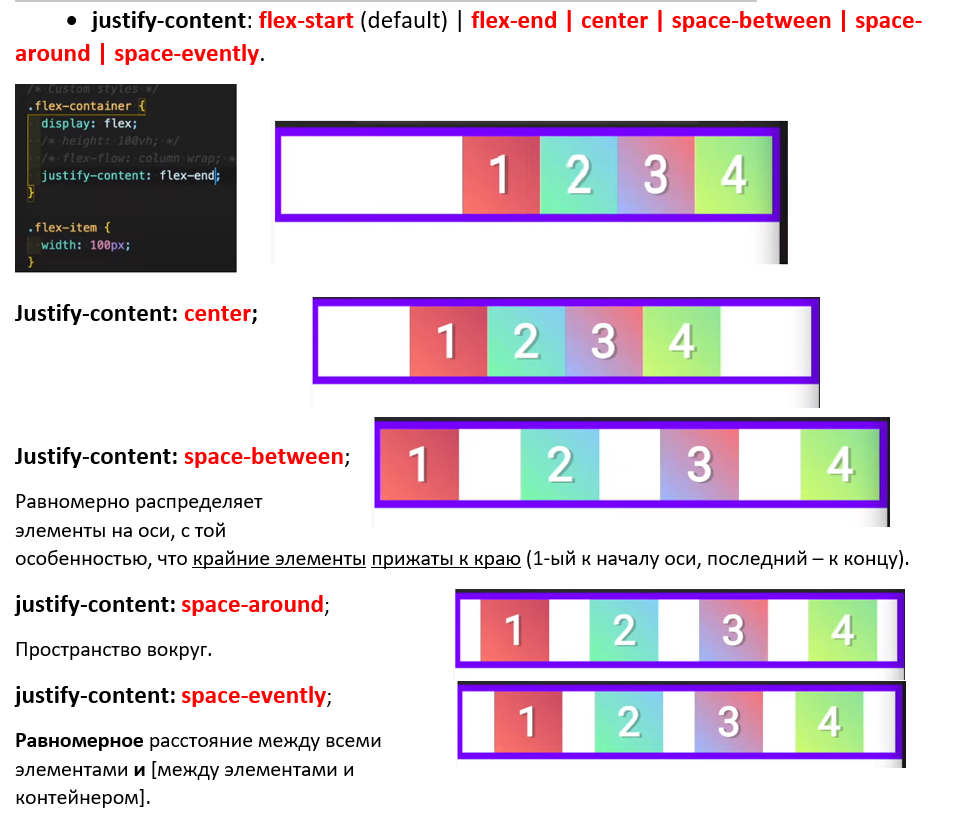 • justify-content: flex-start (default) | flex-end | center | space-between | space-
around | space-evently.
/* Custom styles */
.flex-container {
display: flex;
/* height: 100vh; */
/* flex-flow: column wrap; *
justify-content: flex-end;
}
.flex-item {
width: 100px;
}
1 2 3 4
Justify-content: center;
1 2 3 4
Justify-content: space-between;
1 2 3 4
Равномерно распределяет
элементы на оси, с той
особенностью, что крайние элементы прижаты к краю (1-ый к началу оси, последний – к концу).
justify-content: space-around;
1 2 3 4
Пространство вокруг.
justify-content: space-evently;
1 2 3 4
Равномерное расстояние между всеми
элементами и [между элементами и
контейнером].